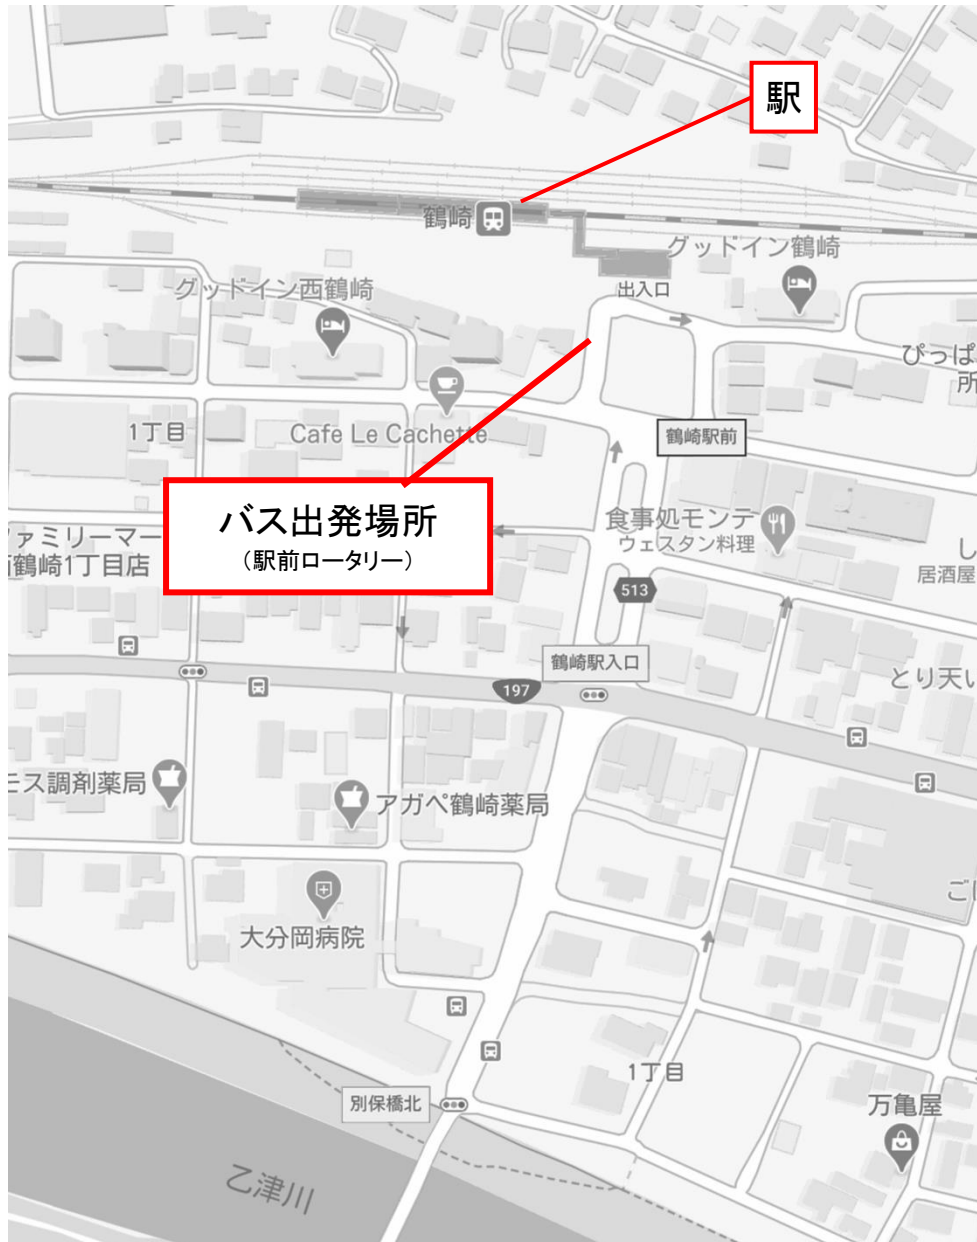 駅
鶴崎
グッドイン鶴崎
出入口
グッドイン西鶴崎
ぴっぱ
所
1丁目
Cafe Le Cachette
鶴崎駅前
バス出発場所
（駅前ロータリー）
食事処モンテ
ウェスタン料理
ァミリーマー
鶴崎1丁目店
し
居酒屋
513
鶴崎駅入口
とり天い
197
モス調剤薬局
アガペ鶴崎薬局
ご
大分岡病院
1丁目
別保橋北
万亀屋
乙津川